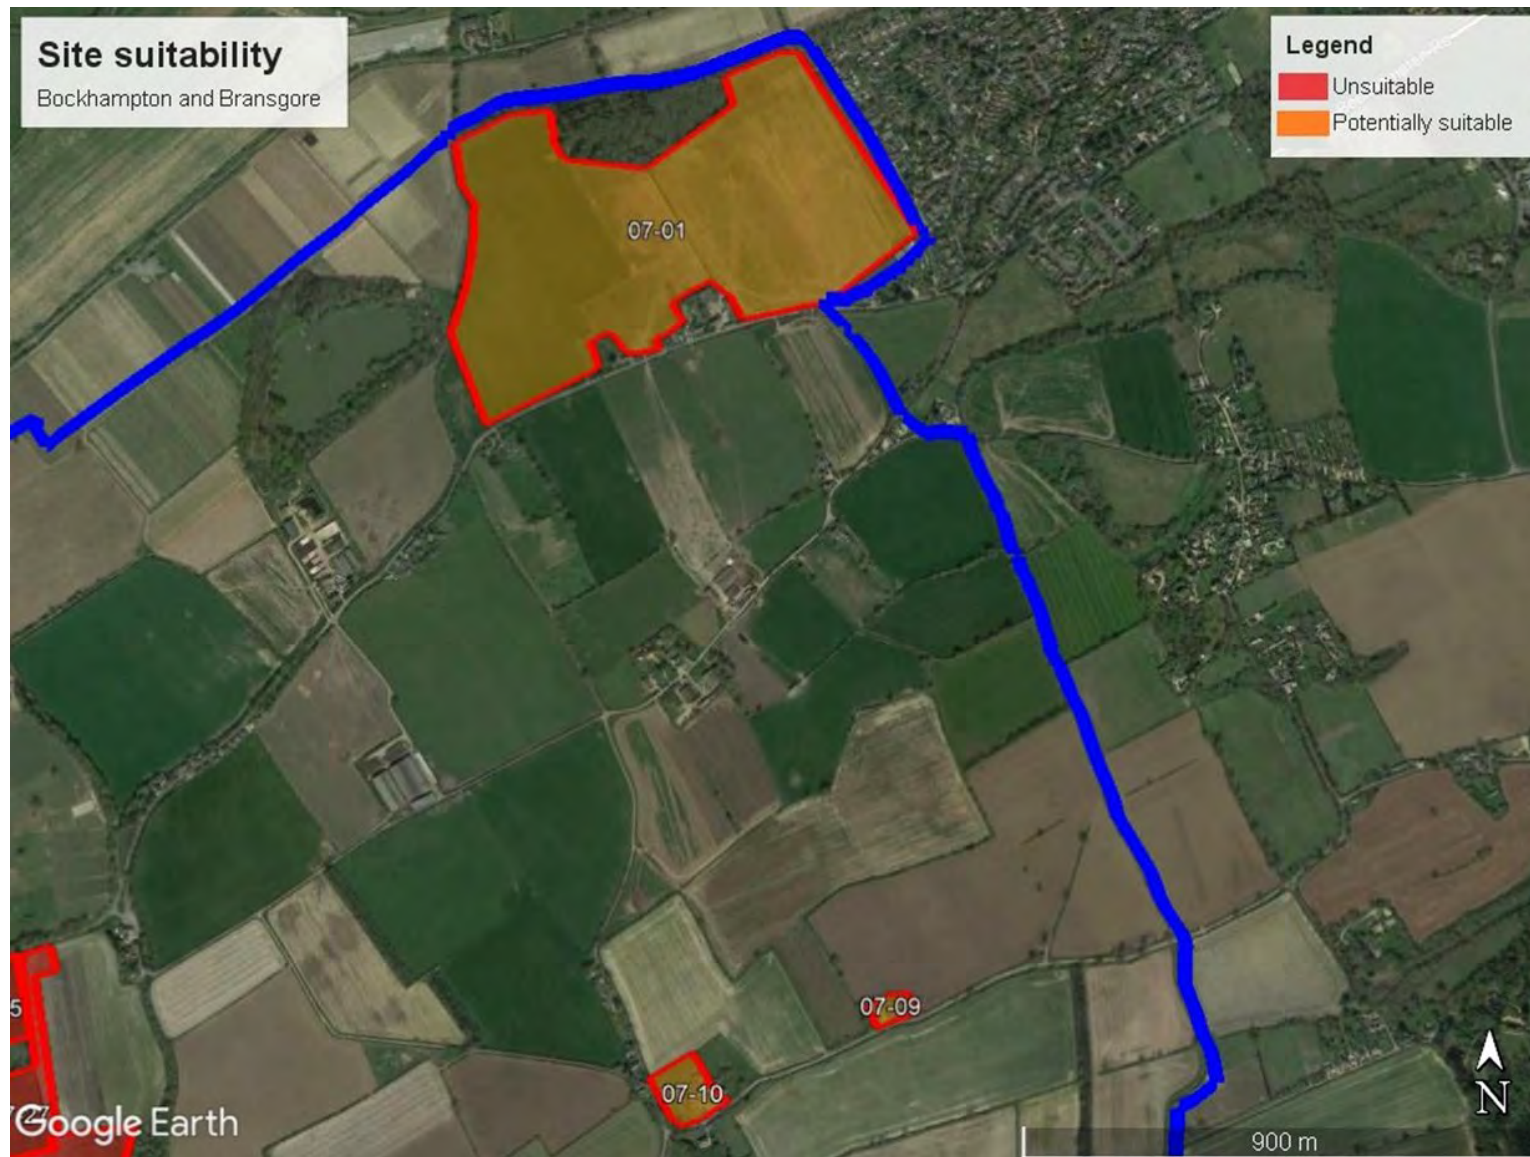 Site suitability
Bockhampton and Bransgore
Legend
Unsuitable
Potentially suitable
07-01
07-09
5
07-10
Google Earth
N
900 m